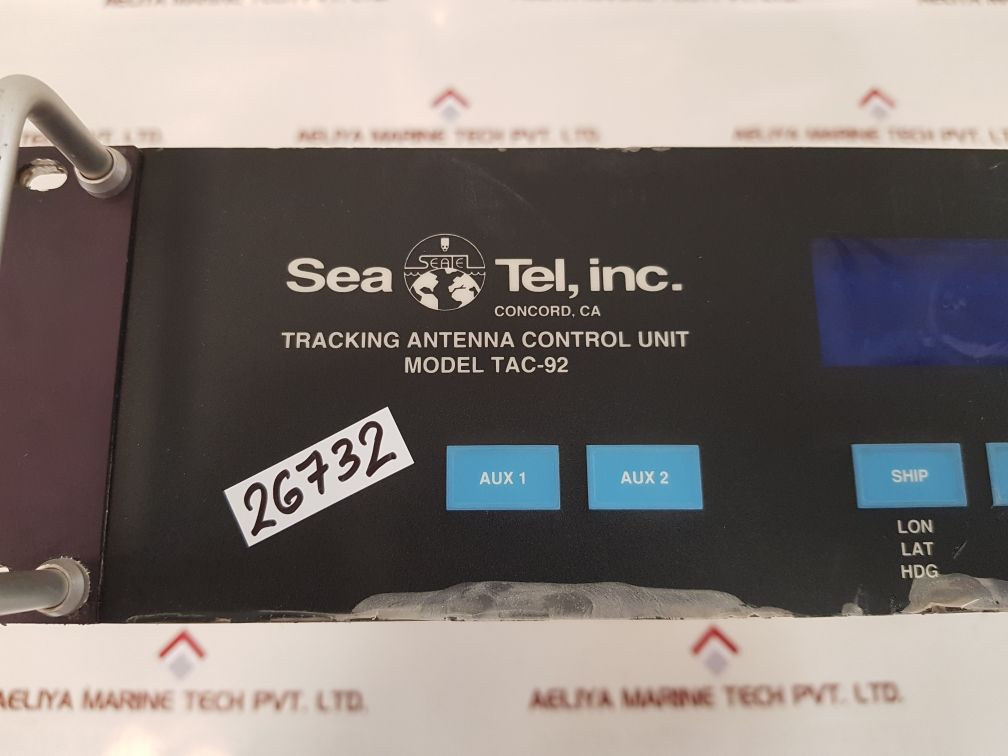 AELIYA MARINE TECH PVT. LTD.
AELIYA MARINE TECH PVT. LTD.
Sea Tel, inc.
SEATEL
CONCORD, CA
TRACKING ANTENNA CONTROL UNIT
MODEL TAC-92
26732
AUX 1
AUX 2
SHIP
LON
LAT
HDG
AELIYA MARINE TECH PVT. LTD.
AELIYA MARINE TECH PVT. LTD.